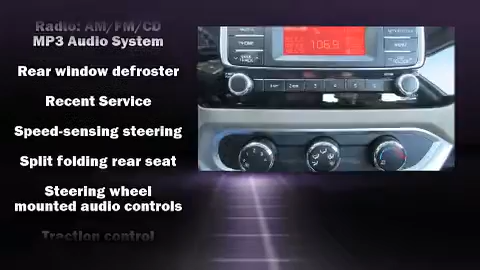 Radio: AM/FM/CD
MP3 Audio System
Rear window defroster
Recent Service
Speed-sensing steering
Split folding rear seat
Steering wheel
mounted audio controls
Traction control
106.9